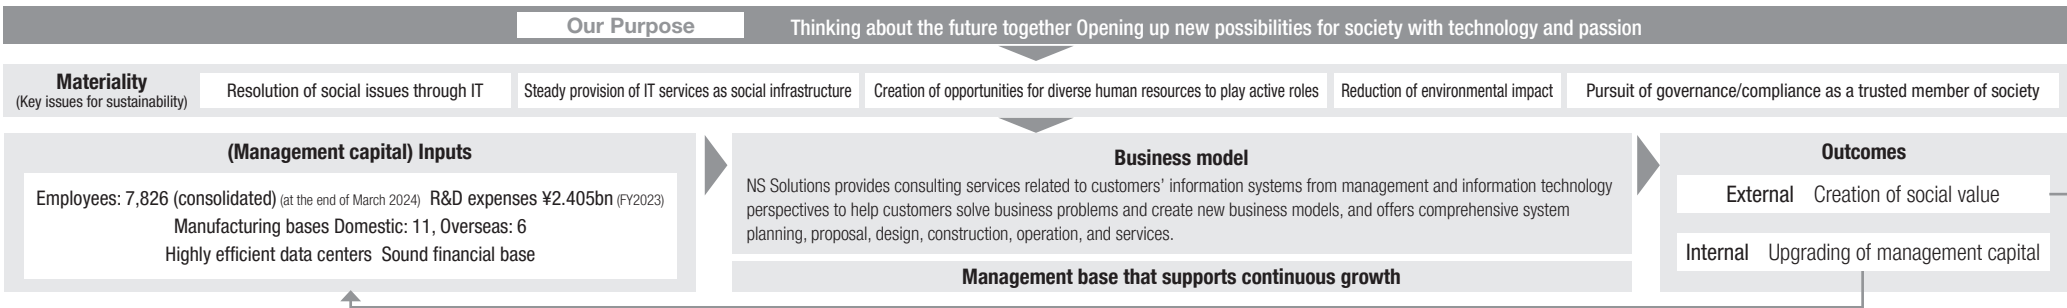 Our Purpose Thinking about the future together Opening up new possibilities for society with technology and passion
Materiality
(Key issues for sustainability)
Resolution of social issues through IT
Steady provision of IT services as social infrastructure
Creation of opportunities for diverse human resources to play active roles
Reduction of environmental impact
Pursuit of governance/compliance as a trusted member of society
(Management capital) Inputs
Employees: 7,826 (consolidated) (at the end of March 2024) R&D expenses ¥2.405bn (FY2023)
Manufacturing bases Domestic: 11, Overseas: 6
Highly efficient data centers Sound financial base
Business model
NS Solutions provides consulting services related to customers' information systems from management and information technology
perspectives to help customers solve business problems and create new business models, and offers comprehensive system
planning, proposal, design, construction, operation, and services.
Management base that supports continuous growth
Outcomes
External Creation of social value
Internal Upgrading of management capital